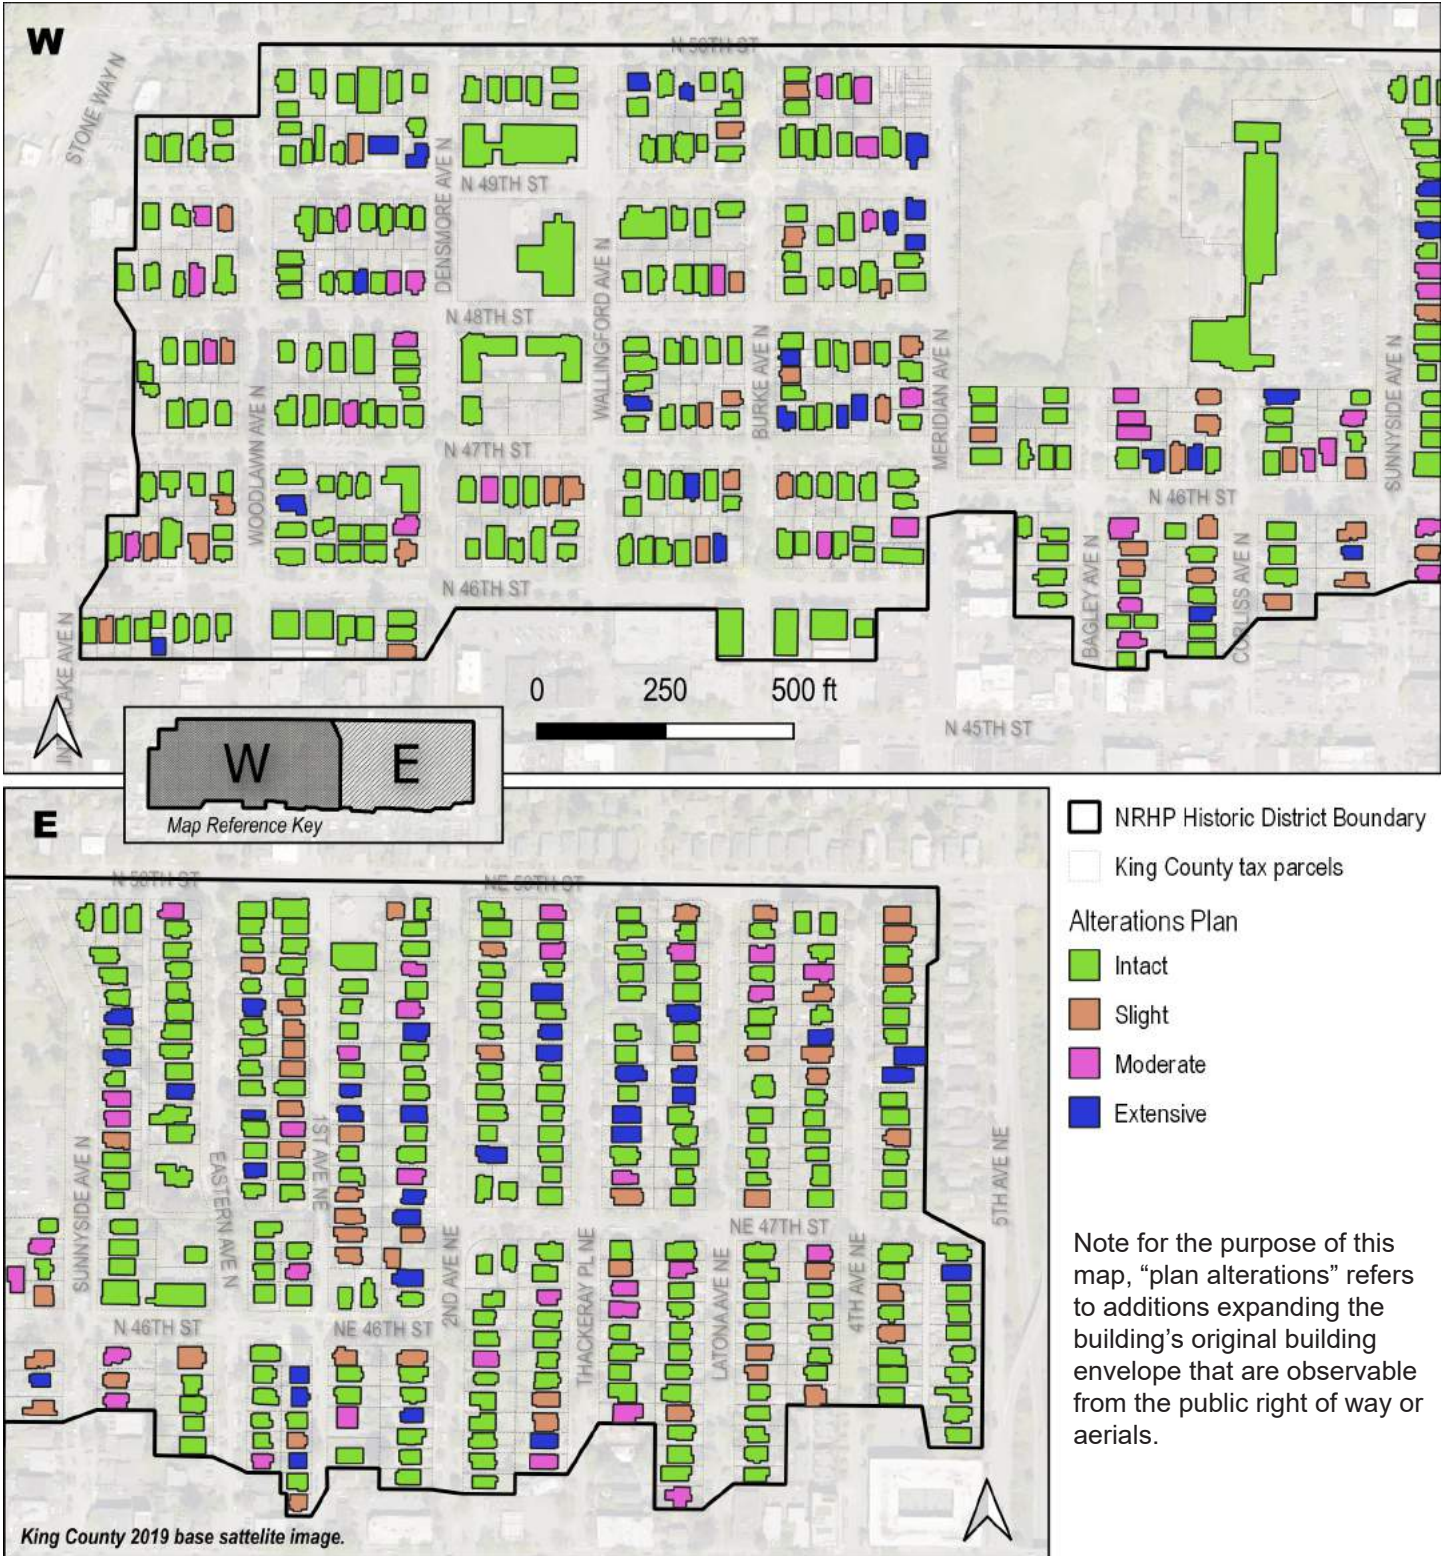 W
N 50TH ST
STONE WAY N
DENSMORE AVE N
N 49TH ST
WALLINGFORD AVE N
N 48TH ST
BURKE AVE N
MERIDIAN AVE N
SUNNYSIDE AVE N
WOODLAWN AVE N
N 47TH ST
N 46TH ST
BAGLEY AVE N
CORLISS AVE N
N 46TH ST
INTERLAKE AVE N
0 250 500 ft
N 45TH ST
W E
Map Reference Key
E
N 50TH ST
NE 50TH ST
SUNNYSIDE AVE N
EASTERN AVE N
1ST AVE NE
2ND AVE NE
THACKERAY PL NE
NE 47TH ST
LATONA AVE NE
4TH AVE NE
5TH AVE NE
N 46TH ST
NE 46TH ST
King County 2019 base sattelite image.
NRHP Historic District Boundary
King County tax parcels
Alterations Plan
Intact
Slight
Moderate
Extensive
Note for the purpose of this
map, “plan alterations” refers
to additions expanding the
building’s original building
envelope that are observable
from the public right of way or
aerials.